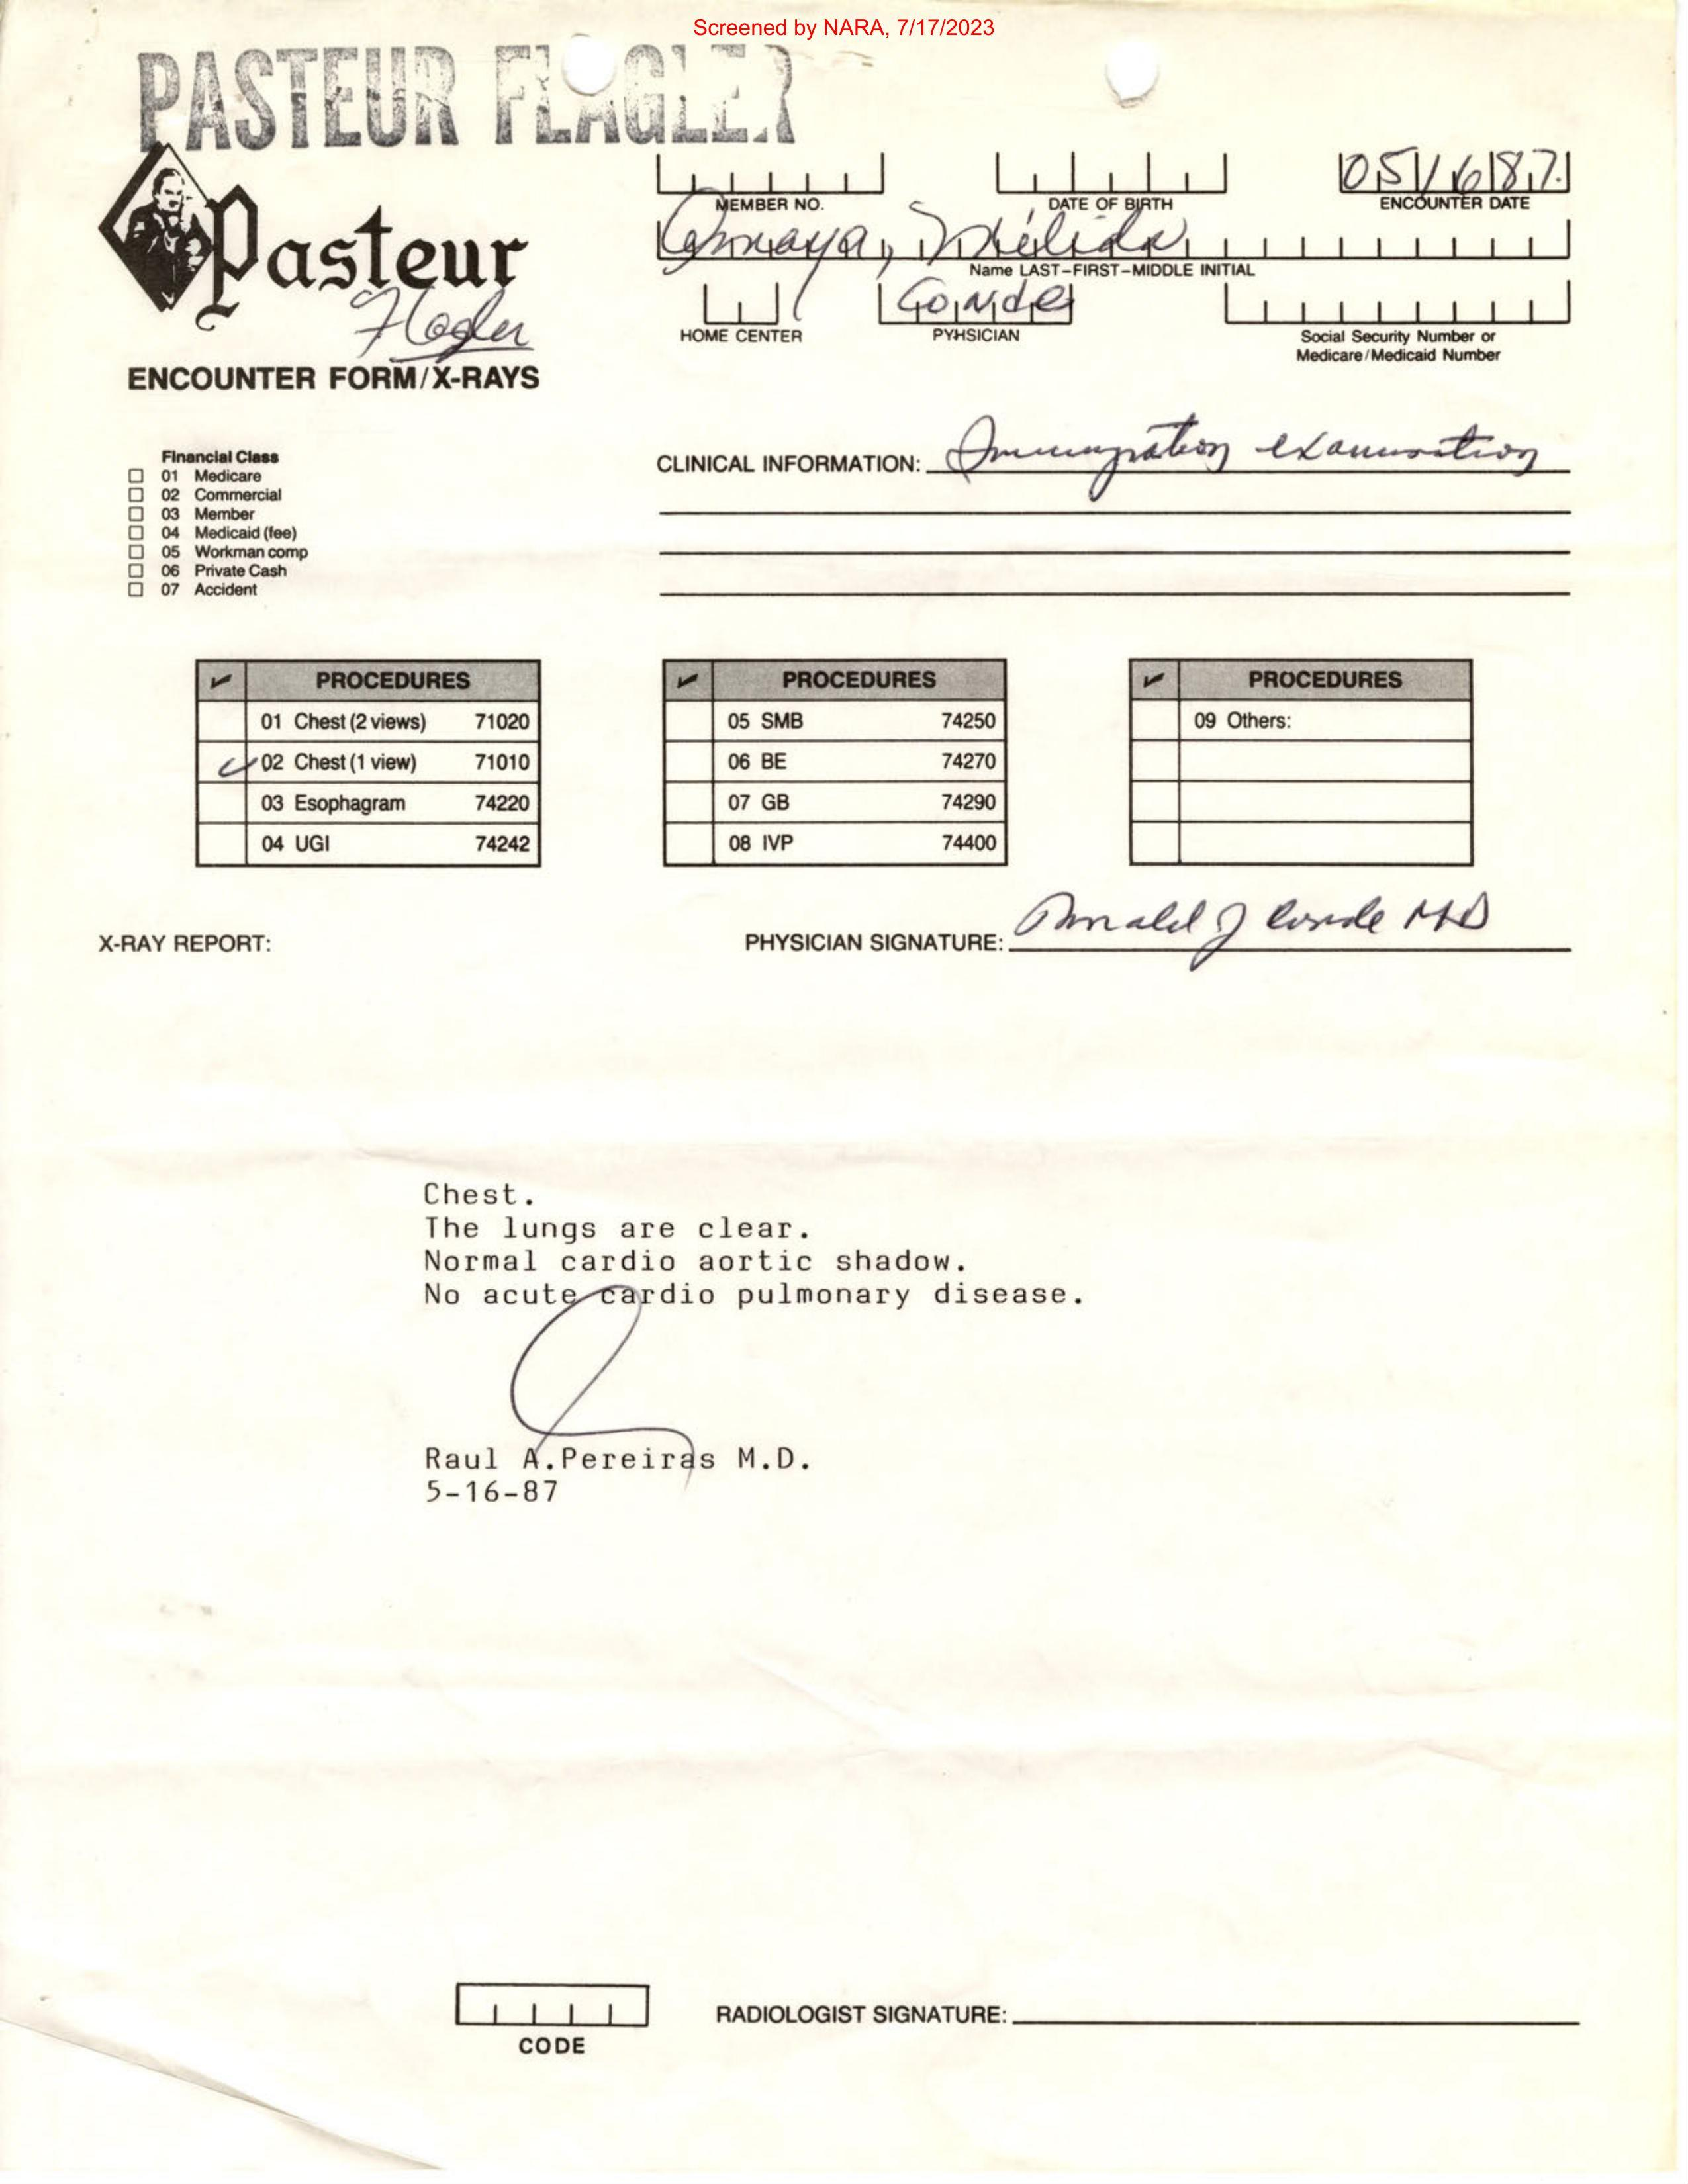 Screened by NARA, 7/17/2023
PASTEUR FLAGLER
Pasteur
Flagler
ENCOUNTER FORM/X-RAYS
MEMBER NO.
DATE OF BIRTH
051687
ENCOUNTER DATE
Amaya, Mélida
Name LAST-FIRST-MIDDLE INITIAL
HOME CENTER
Conde
PYHSICIAN
Social Security Number or
Medicare/Medicaid Number
Financial Class
01 Medicare
02 Commercial
03 Member
04 Medicaid (fee)
05 Workman comp
06 Private Cash
07 Accident
CLINICAL INFORMATION: Immigration examination
PROCEDURES
01 Chest (2 views) 71020
02 Chest (1 view) 71010
03 Esophagram 74220
04 UGI 74242
PROCEDURES
05 SMB 74250
06 BE 74270
07 GB 74290
08 IVP 74400
PROCEDURES
09 Others:
X-RAY REPORT:
PHYSICIAN SIGNATURE: J Conde MD
Chest.
The lungs are clear.
Normal cardio aortic shadow.
No acute cardio pulmonary disease.
Raul A.Pereiras M.D.
5-16-87
CODE
RADIOLOGIST SIGNATURE: